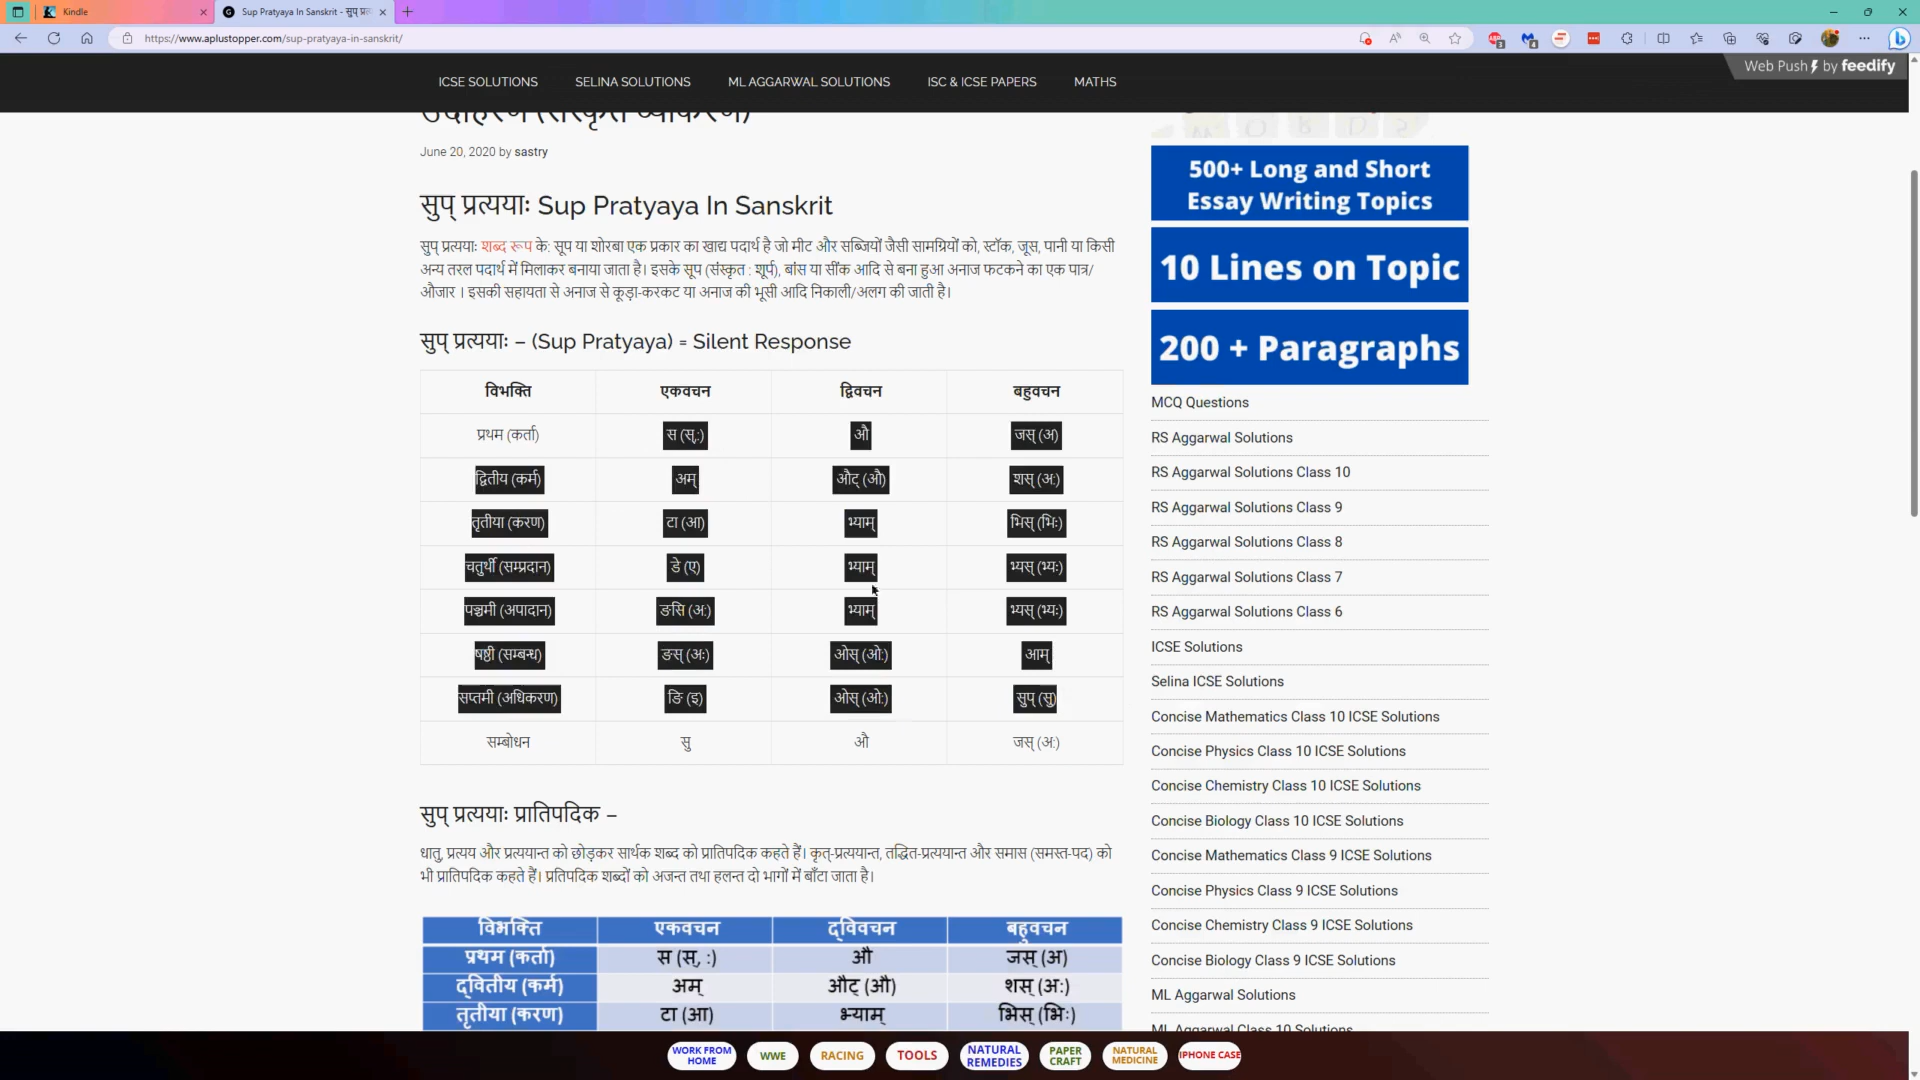 Kindle
Sup Pratyaya In Sanskrit - सुप् प्रत्य
https://www.aplustopper.com/sup-pratyaya-in-sanskrit/
ICSE SOLUTIONS SELINA SOLUTIONS ML AGGARWAL SOLUTIONS ISC & ICSE PAPERS MATHS
Web Push by feedify
उदाहरण (संस्कृत व्याकरण)
June 20, 2020 by sastry
सुप् प्रत्ययाः Sup Pratyaya In Sanskrit
सुप् प्रत्ययाः शब्द रूप के: सूप या शोरबा एक प्रकार का खाद्य पदार्थ है जो मीट और सब्जियों जैसी सामग्रियों को, स्टॉक, जूस, पानी या किसी
अन्य तरल पदार्थ में मिलाकर बनाया जाता है। इसके सूप (संस्कृत : शूर्प), बांस या सींक आदि से बना हुआ अनाज फटकने का एक पात्र/
औजार । इसकी सहायता से अनाज से कूड़ा-करकट या अनाज की भूसी आदि निकाली/अलग की जाती है।
सुप् प्रत्ययाः – (Sup Pratyaya) = Silent Response
विभक्ति एकवचन द्विवचन बहुवचन
प्रथम (कर्ता) स (स्,:) औ जस् (अ)
द्वितीय (कर्म) अम् औट् (औ) शस् (अ:)
तृतीया (करण) टा (आ) भ्याम् भिस् (भिः)
चतुर्थी (सम्प्रदान) डे (ए) भ्याम् भ्यस् (भ्यः)
पञ्चमी (अपादान) ङसि (अ:) भ्याम् भ्यस् (भ्यः)
षष्ठी (सम्बन्ध) ङस् (अः) ओस् (ओ:) आम्
सप्तमी (अधिकरण) ङि (इ) ओस् (ओ:) सुप् (सु)
सम्बोधन सु औ जस् (अ:)
सुप् प्रत्ययाः प्रातिपदिक –
धातु, प्रत्यय और प्रत्ययान्त को छोड़कर सार्थक शब्द को प्रातिपदिक कहते हैं। कृत्-प्रत्ययान्त, तद्धित-प्रत्ययान्त और समास (समस्त-पद) को
भी प्रातिपदिक कहते हैं। प्रतिपदिक शब्दों को अजन्त तथा हलन्त दो भागों में बाँटा जाता है।
विभक्ति एकवचन द्विवचन बहुवचन
प्रथम (कर्ता) स (स्, :) औ जस् (अ)
द्वितीय (कर्म) अम् औट् (औ) शस् (अ:)
तृतीया (करण) टा (आ) भ्याम् भिस् (भिः)
500+ Long and Short
Essay Writing Topics
10 Lines on Topic
200 + Paragraphs
MCQ Questions
RS Aggarwal Solutions
RS Aggarwal Solutions Class 10
RS Aggarwal Solutions Class 9
RS Aggarwal Solutions Class 8
RS Aggarwal Solutions Class 7
RS Aggarwal Solutions Class 6
ICSE Solutions
Selina ICSE Solutions
Concise Mathematics Class 10 ICSE Solutions
Concise Physics Class 10 ICSE Solutions
Concise Chemistry Class 10 ICSE Solutions
Concise Biology Class 10 ICSE Solutions
Concise Mathematics Class 9 ICSE Solutions
Concise Physics Class 9 ICSE Solutions
Concise Chemistry Class 9 ICSE Solutions
Concise Biology Class 9 ICSE Solutions
ML Aggarwal Solutions
ML Aggarwal Class 10 Solutions
WORK FROM HOME WWE RACING TOOLS NATURAL REMEDIES PAPER CRAFT NATURAL MEDICINE IPHONE CASE